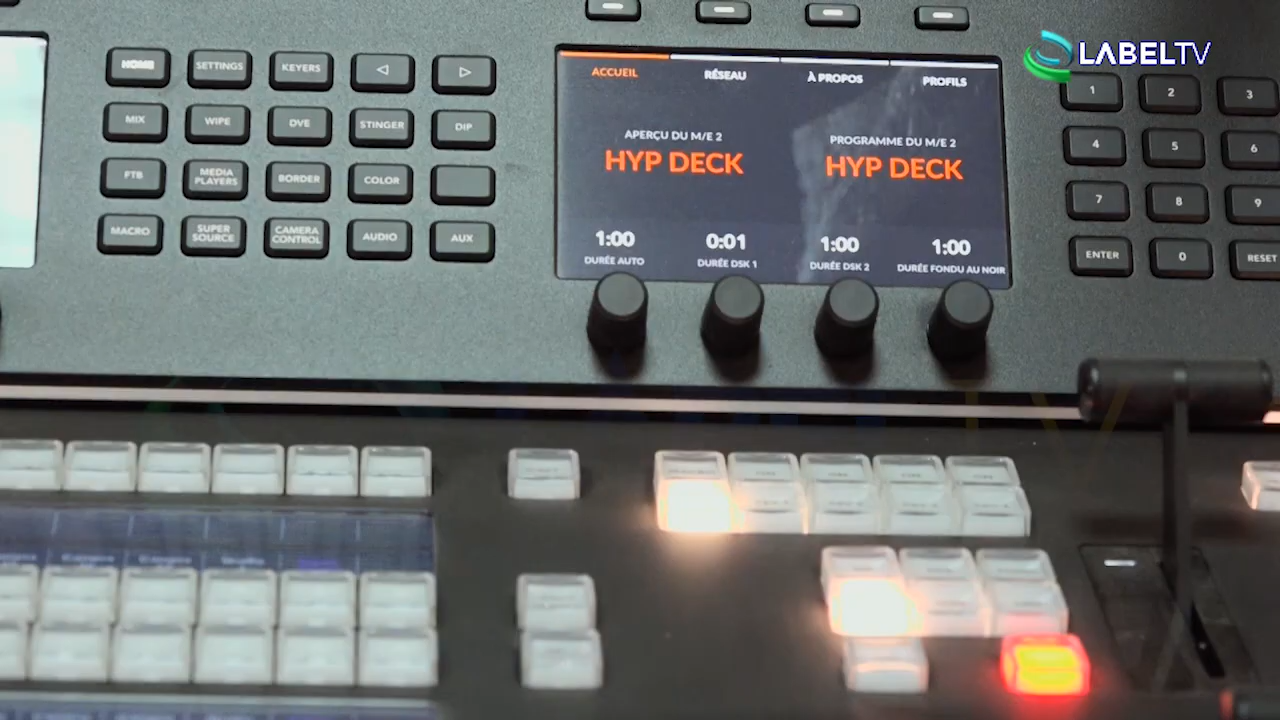 LABELTV
HOME SETTINGS KEYERS
MIX WIPE DVE STINGER DIP
FTB MEDIA PLAYERS BORDER COLOR
MACRO SUPER SOURCE CAMERA CONTROL AUDIO AUX
ACCUEIL RÉSEAU À PROPOS PROFILS
APERÇU DU M/E 2
HYP DECK
PROGRAMME DU M/E 2
HYP DECK
1:00 0:01 1:00 1:00
DURÉE AUTO DURÉE DSK 1 DURÉE DSK 2 DURÉE FONDU AU NOIR
1 2 3
4 5 6
7 8 9
ENTER 0 RESET